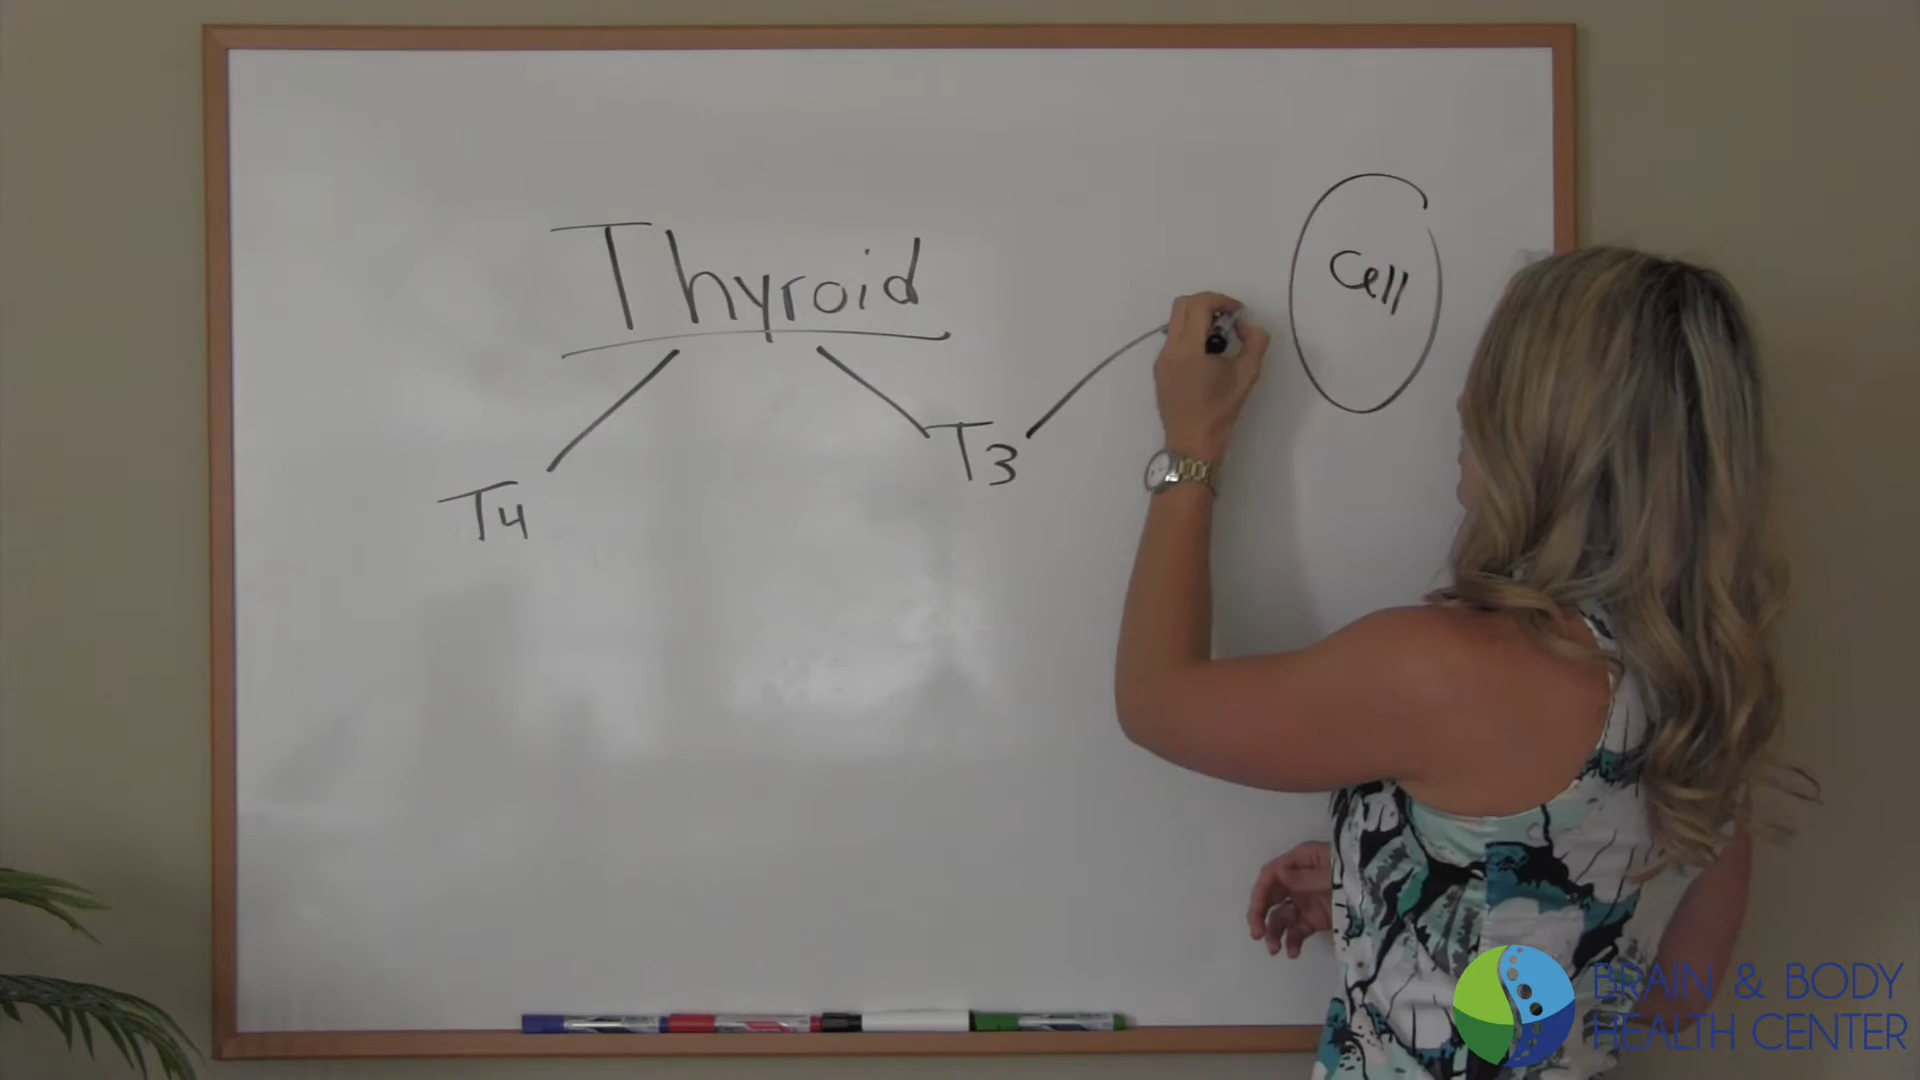 Thyroid
Cell
T3
T4
BRAIN & BODY
HEALTH CENTER